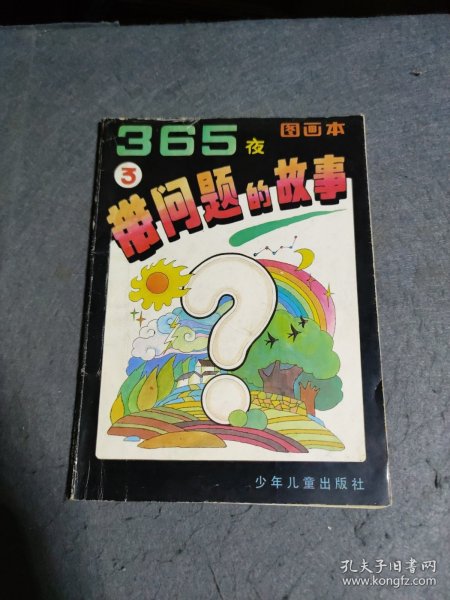 365夜
图画本
3
带问题的故事
少年儿童出版社
孔夫子旧书网
www.kongfz.com